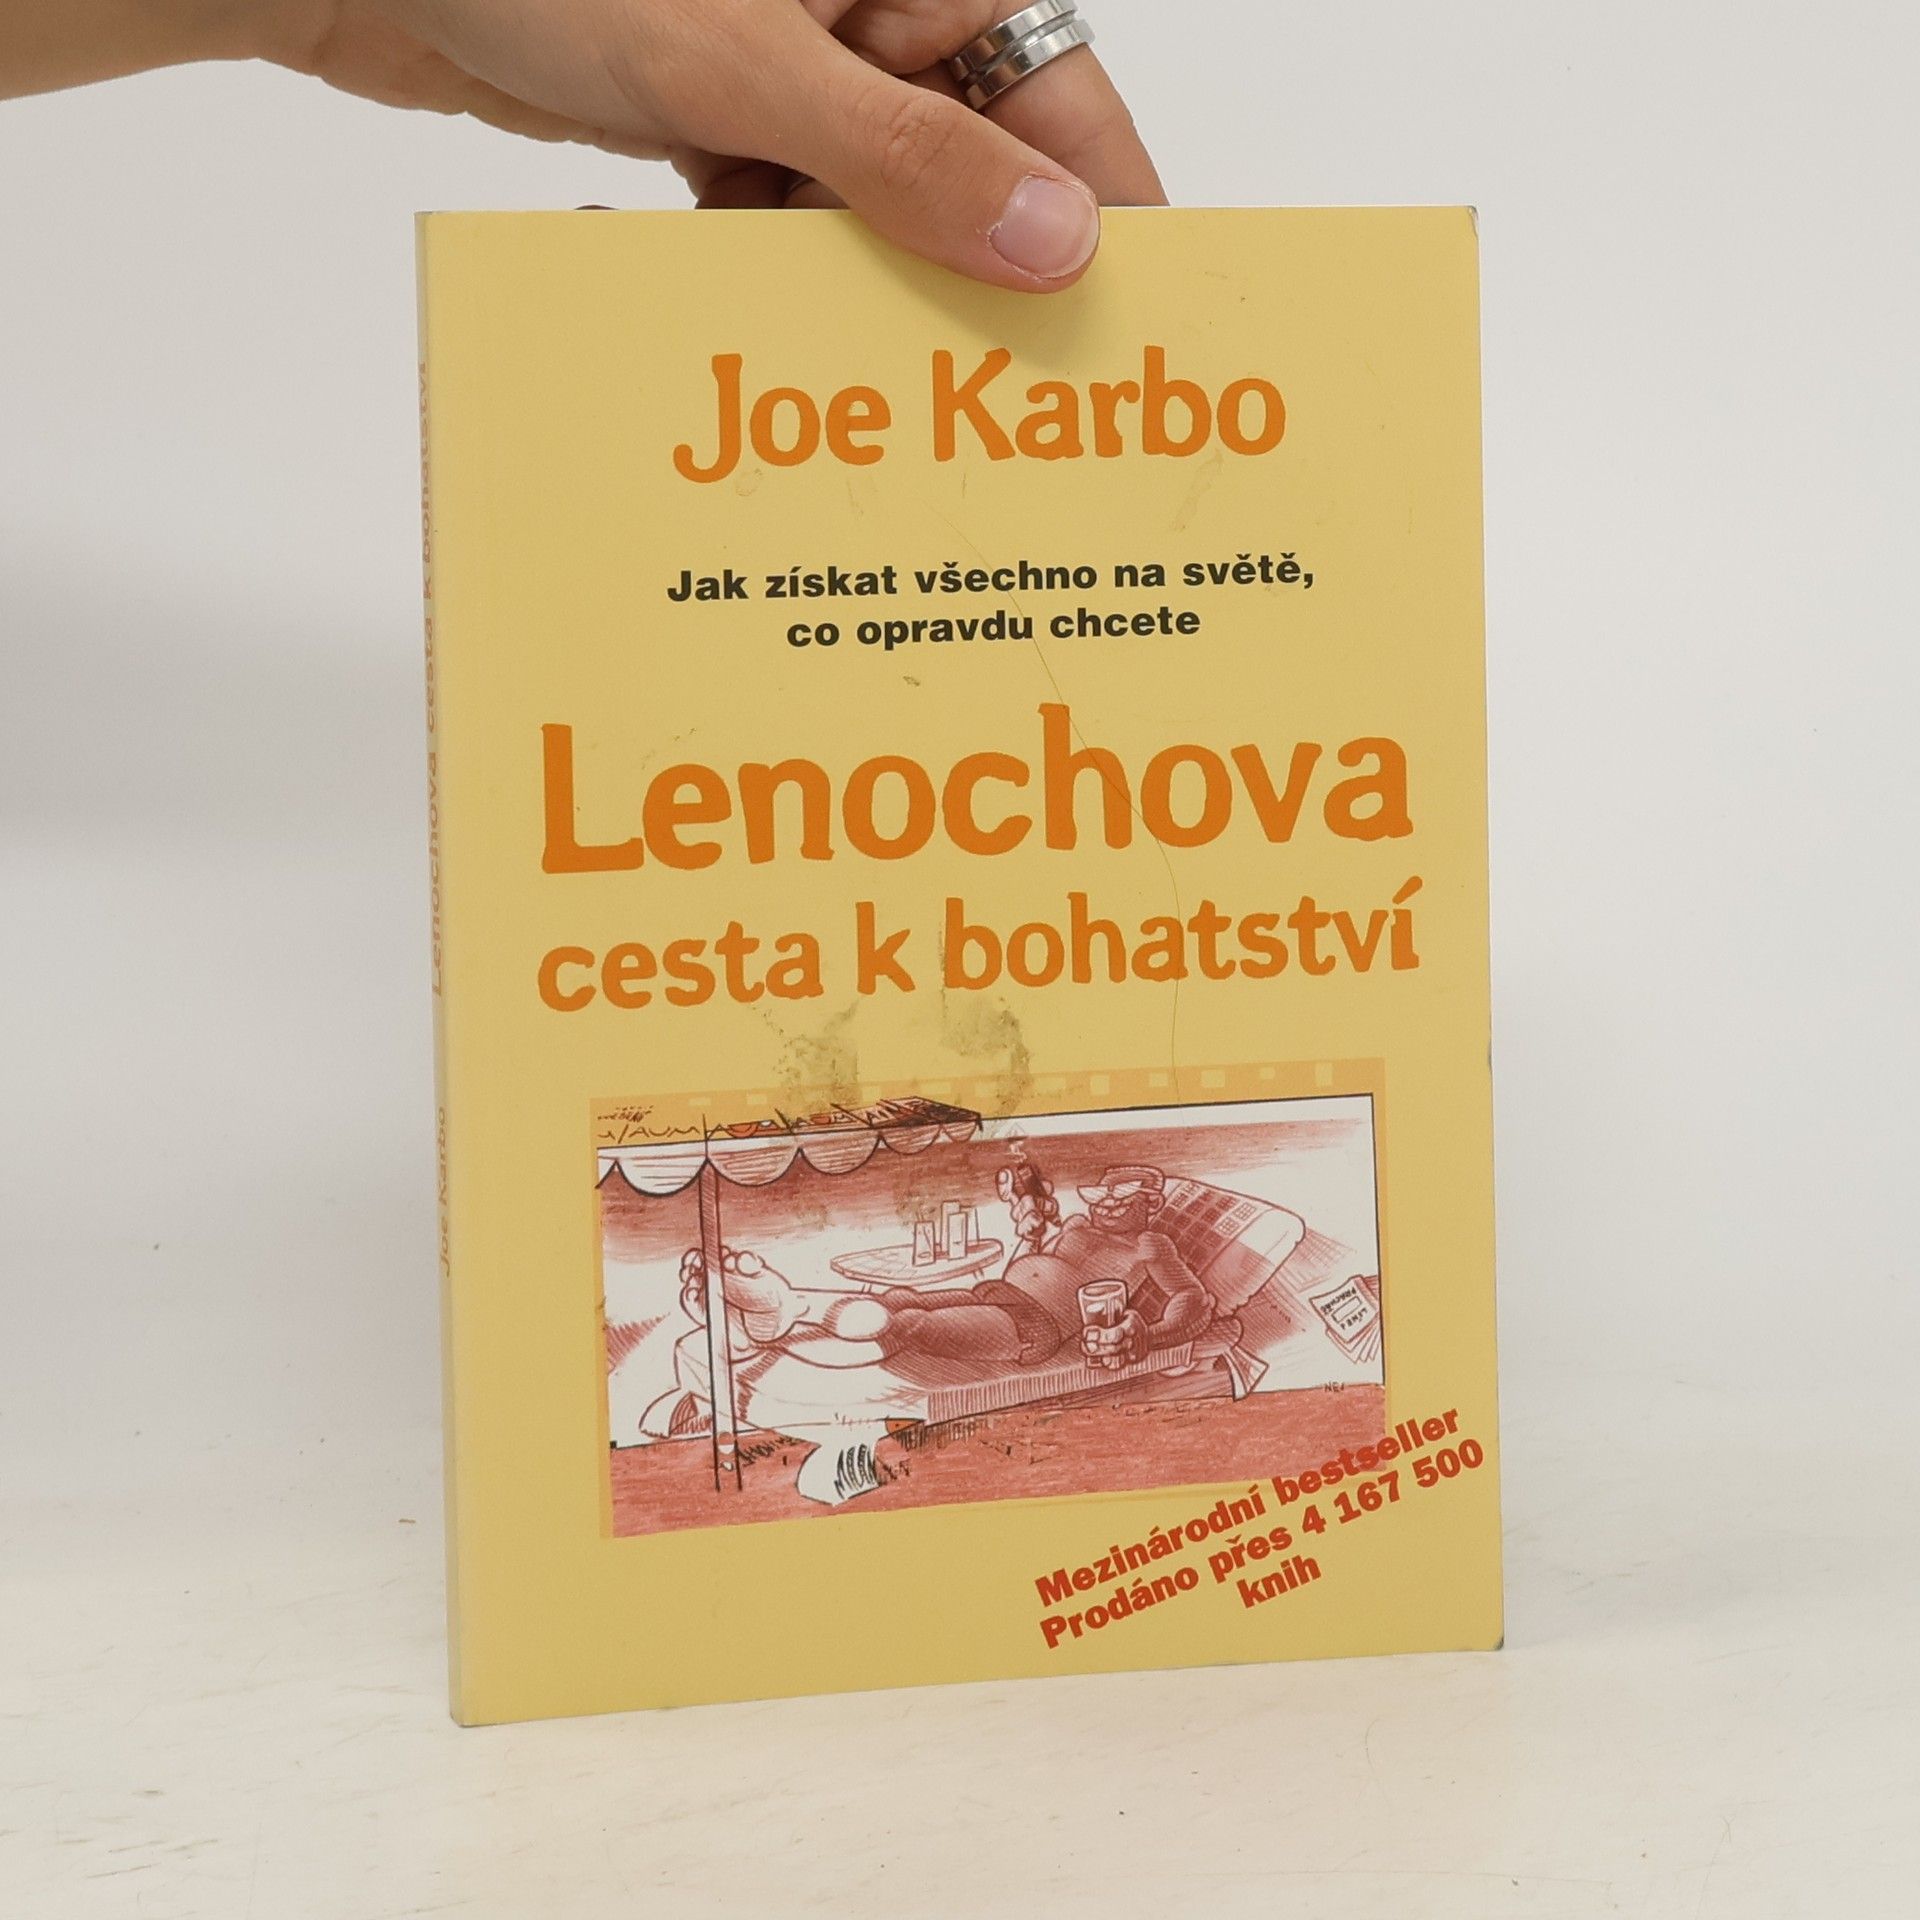 Joe Karbo
Jak získat všechno na světě,
co opravdu chcete
Lenochova
cesta k bohatství
Mezinárodní bestseller
Prodáno přes 4 167 500
knih
Joe Karbo Lenochova cesta k bohatství